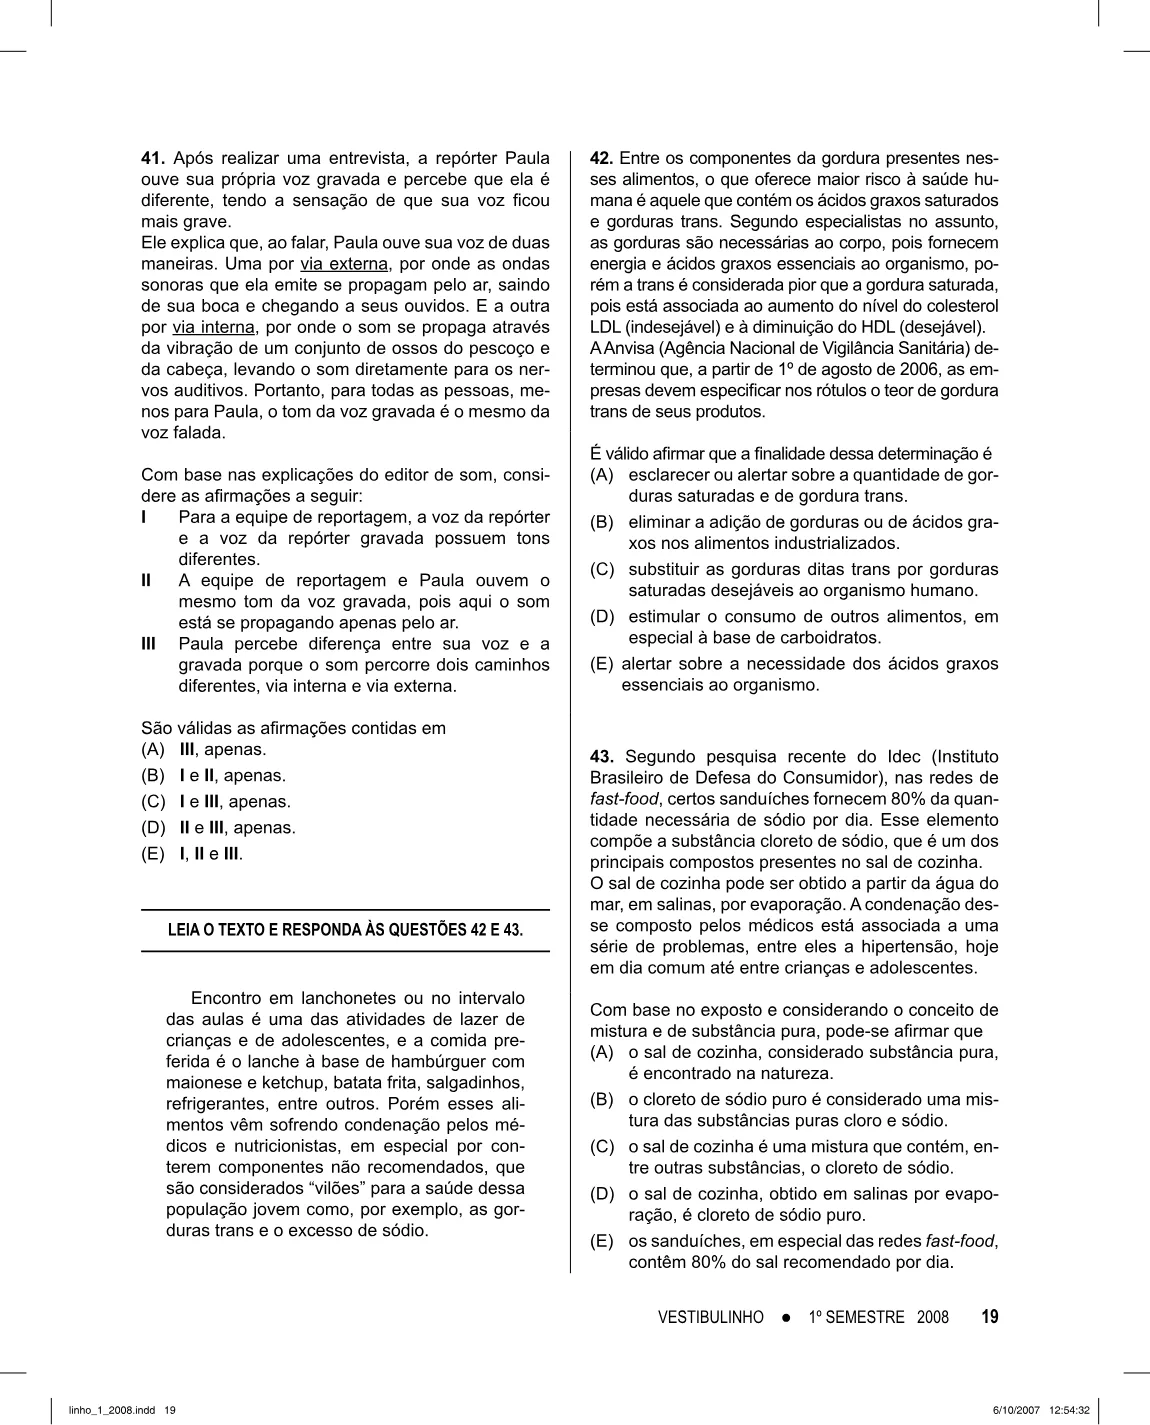 41. Após realizar uma entrevista, a repórter Paula
ouve sua própria voz gravada e percebe que ela é
diferente, tendo a sensação de que sua voz ficou
mais grave.
Ele explica que, ao falar, Paula ouve sua voz de duas
maneiras. Uma por via externa, por onde as ondas
sonoras que ela emite se propagam pelo ar, saindo
de sua boca e chegando a seus ouvidos. E a outra
por via interna, por onde o som se propaga através
da vibração de um conjunto de ossos do pescoço e
da cabeça, levando o som diretamente para os ner-
vos auditivos. Portanto, para todas as pessoas, me-
nos para Paula, o tom da voz gravada é o mesmo da
voz falada.
Com base nas explicações do editor de som, consi-
dere as afirmações a seguir:
I Para a equipe de reportagem, a voz da repórter
e a voz da repórter gravada possuem tons
diferentes.
II A equipe de reportagem e Paula ouvem o
mesmo tom da voz gravada, pois aqui o som
está se propagando apenas pelo ar.
III Paula percebe diferença entre sua voz e a
gravada porque o som percorre dois caminhos
diferentes, via interna e via externa.
São válidas as afirmações contidas em
(A) III, apenas.
(B) I e II, apenas.
(C) I e III, apenas.
(D) II e III, apenas.
(E) I, II e III.
LEIA O TEXTO E RESPONDA ÀS QUESTÕES 42 E 43.
Encontro em lanchonetes ou no intervalo
das aulas é uma das atividades de lazer de
crianças e de adolescentes, e a comida pre-
ferida é o lanche à base de hambúrguer com
maionese e ketchup, batata frita, salgadinhos,
refrigerantes, entre outros. Porém esses ali-
mentos vêm sofrendo condenação pelos mé-
dicos e nutricionistas, em especial por con-
terem componentes não recomendados, que
são considerados “vilões” para a saúde dessa
população jovem como, por exemplo, as gor-
duras trans e o excesso de sódio.
42. Entre os componentes da gordura presentes nes-
ses alimentos, o que oferece maior risco à saúde hu-
mana é aquele que contém os ácidos graxos saturados
e gorduras trans. Segundo especialistas no assunto,
as gorduras são necessárias ao corpo, pois fornecem
energia e ácidos graxos essenciais ao organismo, po-
rém a trans é considerada pior que a gordura saturada,
pois está associada ao aumento do nível do colesterol
LDL (indesejável) e à diminuição do HDL (desejável).
A Anvisa (Agência Nacional de Vigilância Sanitária) de-
terminou que, a partir de 1º de agosto de 2006, as em-
presas devem especificar nos rótulos o teor de gordura
trans de seus produtos.
É válido afirmar que a finalidade dessa determinação é
(A) esclarecer ou alertar sobre a quantidade de gor-
duras saturadas e de gordura trans.
(B) eliminar a adição de gorduras ou de ácidos gra-
xos nos alimentos industrializados.
(C) substituir as gorduras ditas trans por gorduras
saturadas desejáveis ao organismo humano.
(D) estimular o consumo de outros alimentos, em
especial à base de carboidratos.
(E) alertar sobre a necessidade dos ácidos graxos
essenciais ao organismo.
43. Segundo pesquisa recente do Idec (Instituto
Brasileiro de Defesa do Consumidor), nas redes de
fast-food, certos sanduíches fornecem 80% da quan-
tidade necessária de sódio por dia. Esse elemento
compõe a substância cloreto de sódio, que é um dos
principais compostos presentes no sal de cozinha.
O sal de cozinha pode ser obtido a partir da água do
mar, em salinas, por evaporação. A condenação des-
se composto pelos médicos está associada a uma
série de problemas, entre eles a hipertensão, hoje
em dia comum até entre crianças e adolescentes.
Com base no exposto e considerando o conceito de
mistura e de substância pura, pode-se afirmar que
(A) o sal de cozinha, considerado substância pura,
é encontrado na natureza.
(B) o cloreto de sódio puro é considerado uma mis-
tura das substâncias puras cloro e sódio.
(C) o sal de cozinha é uma mistura que contém, en-
tre outras substâncias, o cloreto de sódio.
(D) o sal de cozinha, obtido em salinas por evapo-
ração, é cloreto de sódio puro.
(E) os sanduíches, em especial das redes fast-food,
contêm 80% do sal recomendado por dia.
VESTIBULINHO ● 1º SEMESTRE 2008 19
linho_1_2008.indd 19 6/10/2007 12:54:32